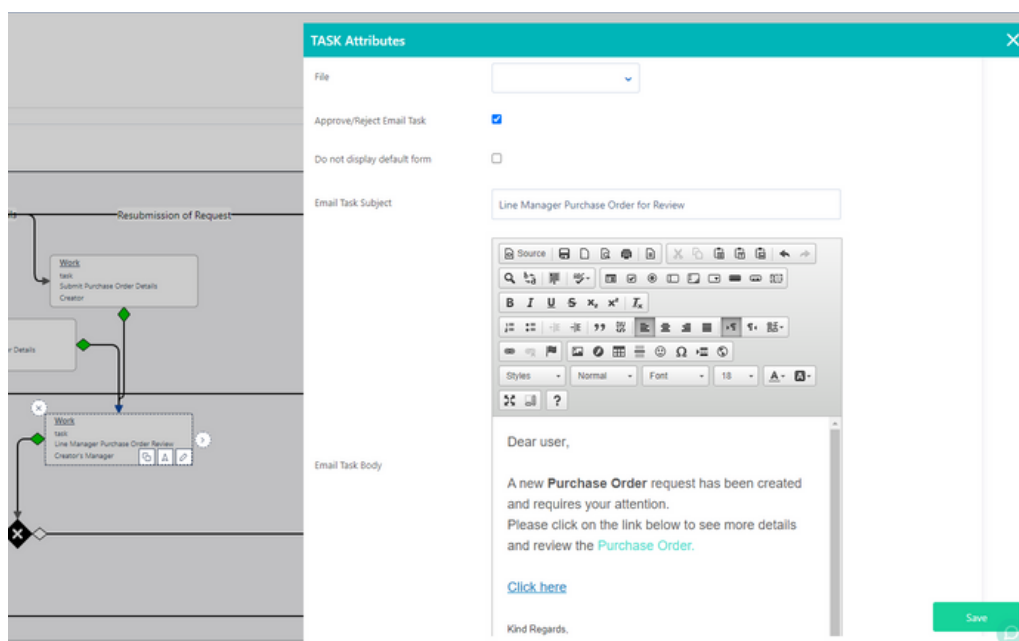 TASK Attributes
File
Approve/Reject Email Task
Do not display default form
Email Task Subject
Line Manager Purchase Order for Review
Source
B I U S x₂ x² Tx
Styles Normal Font 18 A A
?
Email Task Body
Dear user,
A new Purchase Order request has been created
and requires your attention.
Please click on the link below to see more details
and review the Purchase Order.
Click here
Kind Regards,
Save
Resubmission of Request
Work
task
Submit Purchase Order Details
Creator
r Details
Work
task
Line Manager Purchase Order Review
Creator's Manager